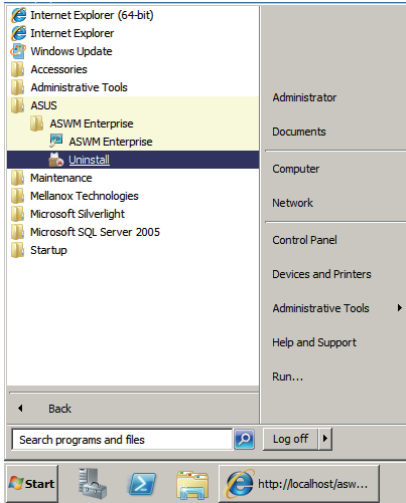 Internet Explorer (64-bit)
Internet Explorer
Windows Update
Accessories
Administrative Tools
ASUS
ASWM Enterprise
ASWM Enterprise
Uninstall
Maintenance
Mellanox Technologies
Microsoft Silverlight
Microsoft SQL Server 2005
Startup
Back
Search programs and files
Administrator
Documents
Computer
Network
Control Panel
Devices and Printers
Administrative Tools
Help and Support
Run...
Log off
Start
http://localhost/asw...